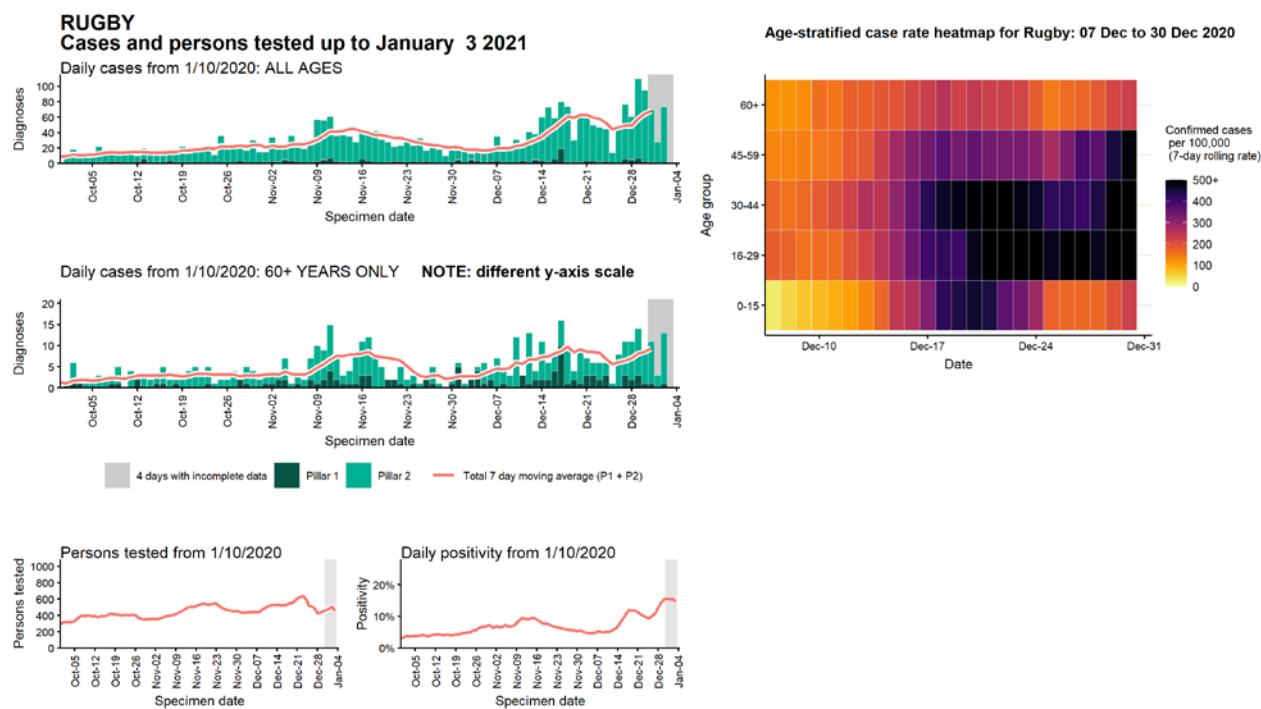 RUGBY
Cases and persons tested up to January 3 2021
Daily cases from 1/10/2020: ALL AGES
Diagnoses
100
80
60
40
20
0
Oct-05
Oct-12
Oct-19
Oct-26
Nov-02
Nov-09
Nov-16
Nov-23
Nov-30
Dec-07
Dec-14
Dec-21
Dec-28
Jan-04
Specimen date
Daily cases from 1/10/2020: 60+ YEARS ONLY NOTE: different y-axis scale
Diagnoses
20
15
10
5
0
Oct-05
Oct-12
Oct-19
Oct-26
Nov-02
Nov-09
Nov-16
Nov-23
Nov-30
Dec-07
Dec-14
Dec-21
Dec-28
Jan-04
Specimen date
4 days with incomplete data Pillar 1 Pillar 2 Total 7 day moving average (P1 + P2)
Persons tested from 1/10/2020
Persons tested
1000
800
600
400
200
0
Oct-05
Oct-12
Oct-19
Oct-26
Nov-02
Nov-09
Nov-16
Nov-23
Nov-30
Dec-07
Dec-14
Dec-21
Dec-28
Jan-04
Specimen date
Daily positivity from 1/10/2020
Positivity
20%
10%
0%
Oct-05
Oct-12
Oct-19
Oct-26
Nov-02
Nov-09
Nov-16
Nov-23
Nov-30
Dec-07
Dec-14
Dec-21
Dec-28
Jan-04
Specimen date
Age-stratified case rate heatmap for Rugby: 07 Dec to 30 Dec 2020
Age group
60+
45-59
30-44
16-29
0-15
Dec-10
Dec-17
Dec-24
Dec-31
Date
Confirmed cases
per 100,000
(7-day rolling rate)
500+
400
300
200
100
0